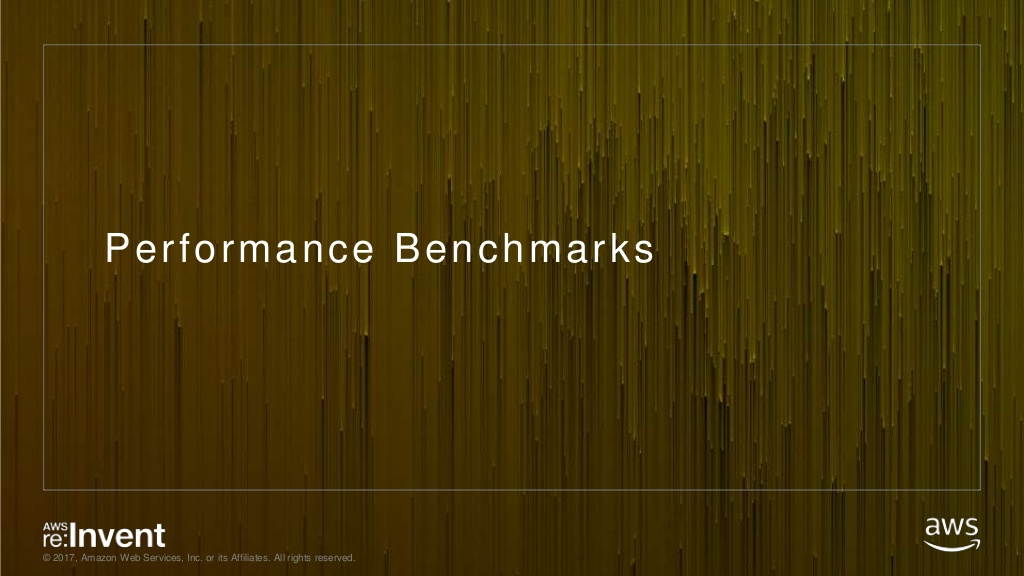 Performance Benchmarks
AWS
re:Invent
© 2017, Amazon Web Services, Inc. or its Affiliates. All rights reserved.
aws